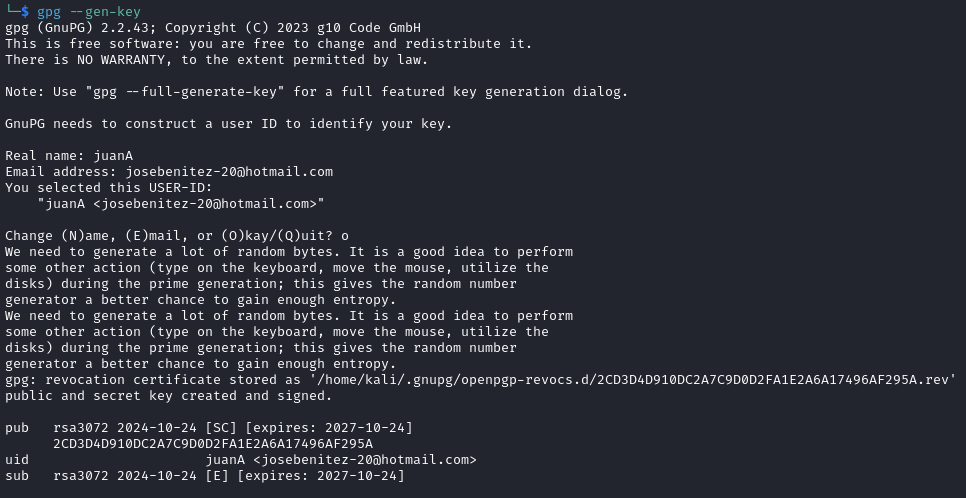 └─$ gpg --gen-key
gpg (GnuPG) 2.2.43; Copyright (C) 2023 g10 Code GmbH
This is free software: you are free to change and redistribute it.
There is NO WARRANTY, to the extent permitted by law.
Note: Use "gpg --full-generate-key" for a full featured key generation dialog.
GnuPG needs to construct a user ID to identify your key.
Real name: juanA
Email address: josebenitez-20@hotmail.com
You selected this USER-ID:
"juanA <josebenitez-20@hotmail.com>"
Change (N)ame, (E)mail, or (O)kay/(Q)uit? o
We need to generate a lot of random bytes. It is a good idea to perform
some other action (type on the keyboard, move the mouse, utilize the
disks) during the prime generation; this gives the random number
generator a better chance to gain enough entropy.
We need to generate a lot of random bytes. It is a good idea to perform
some other action (type on the keyboard, move the mouse, utilize the
disks) during the prime generation; this gives the random number
generator a better chance to gain enough entropy.
gpg: revocation certificate stored as '/home/kali/.gnupg/openpgp-revocs.d/2CD3D4D910DC2A7C9D0D2FA1E2A6A17496AF295A.rev'
public and secret key created and signed.
pub   rsa3072 2024-10-24 [SC] [expires: 2027-10-24]
2CD3D4D910DC2A7C9D0D2FA1E2A6A17496AF295A
uid                      juanA <josebenitez-20@hotmail.com>
sub   rsa3072 2024-10-24 [E] [expires: 2027-10-24]